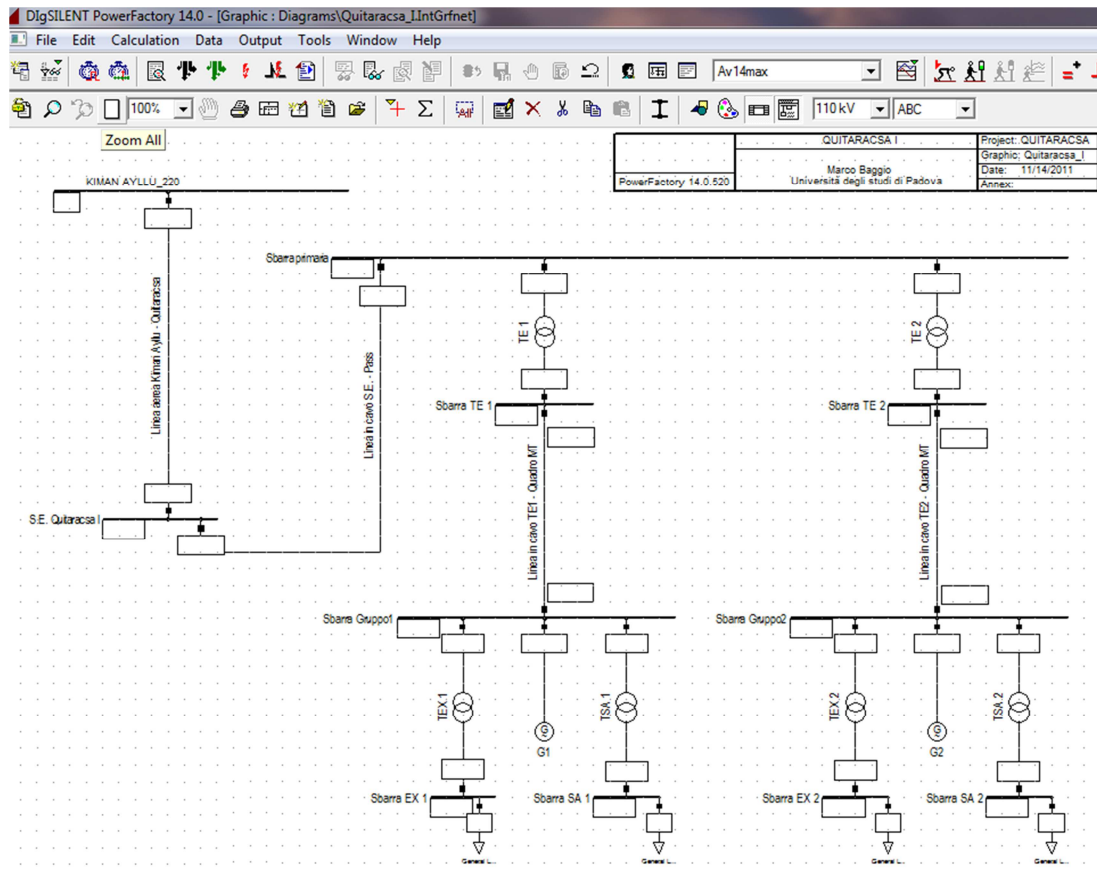 DIgSILENT PowerFactory 14.0 - [Graphic : Diagrams\Quitaracsa_I.IntGrfnet]
File Edit Calculation Data Output Tools Window Help
Av14max
100%
110 kV ABC
Zoom All
QUITARACSA I
Project: QUITARACSA
Graphic: Quitaracsa_I
Marco Baggio
Date: 11/14/2011
PowerFactory 14.0.520
Università degli studi di Padova
Annex:
KIMAN AYLLU_220
Sbarra primaria
Linea aerea Kiman Ayllu - Quitaracsa
Linea in cavo S.E. - Pass
TE 1
TE 2
Sbarra TE 1
Sbarra TE 2
Linea in cavo TE1 - Quadro MT
Linea in cavo TE2 - Quadro MT
S.E. Quitaracsa I
Sbarra Gruppo1
Sbarra Gruppo2
TEX.1
TSA.1
TEX.2
TSA.2
G
G1
G
G2
Sbarra EX 1
Sbarra SA 1
Sbarra EX 2
Sbarra SA 2
General L...
General L...
General L...
General L...